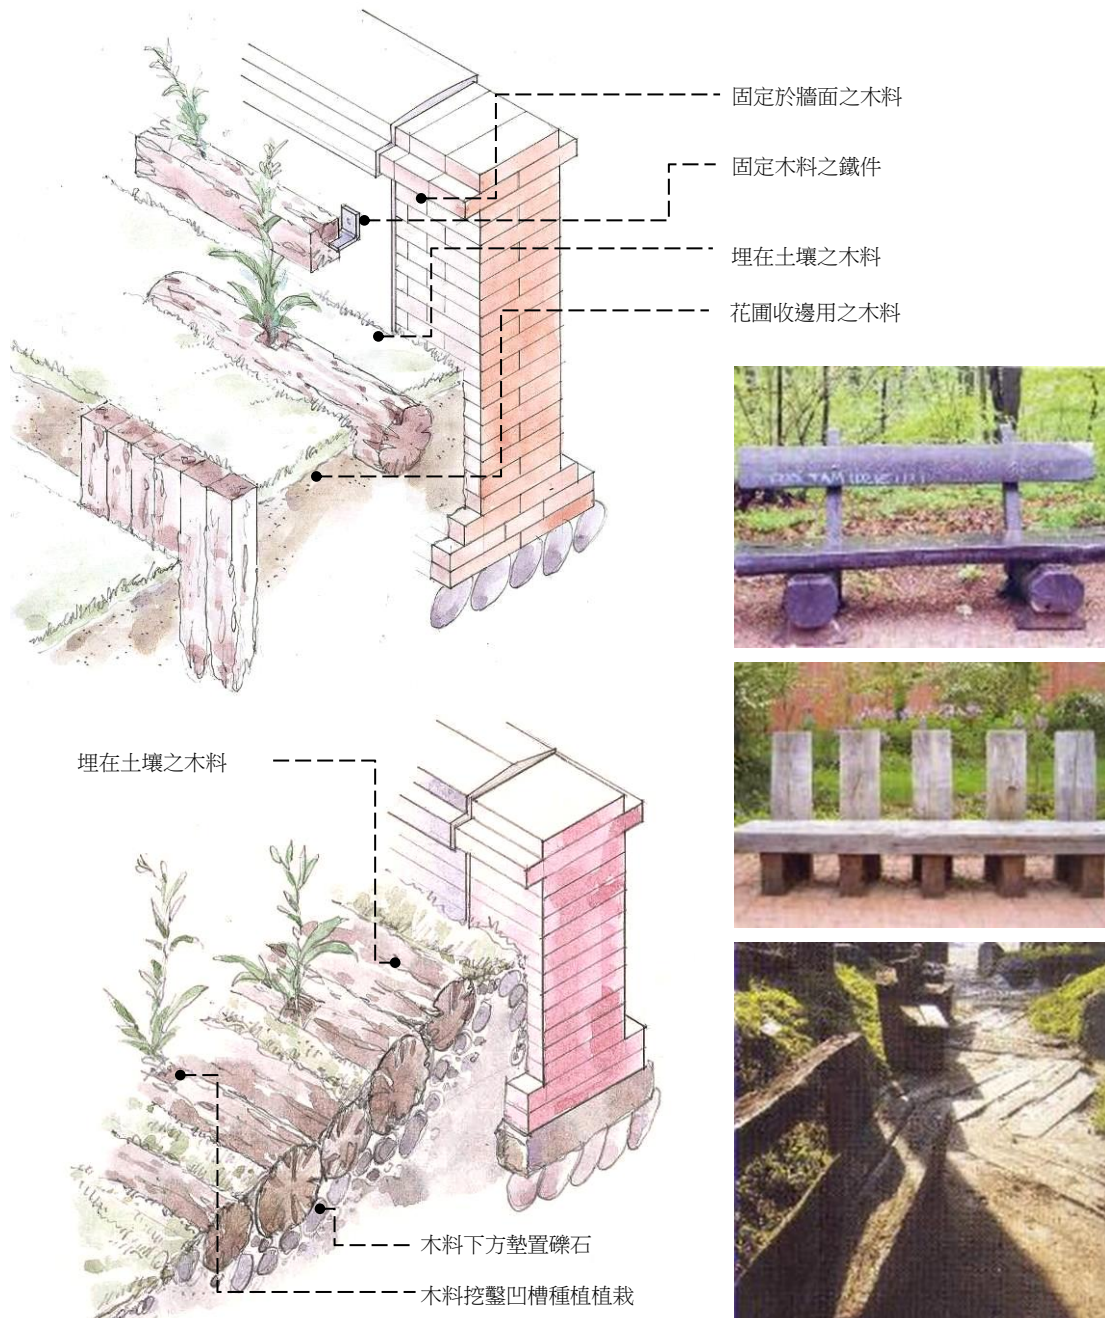 固定於牆面之木料
固定木料之鐵件
埋在土壤之木料
花圃收邊用之木料
埋在土壤之木料
木料下方墊置礫石
木料挖鑿凹槽種植植栽